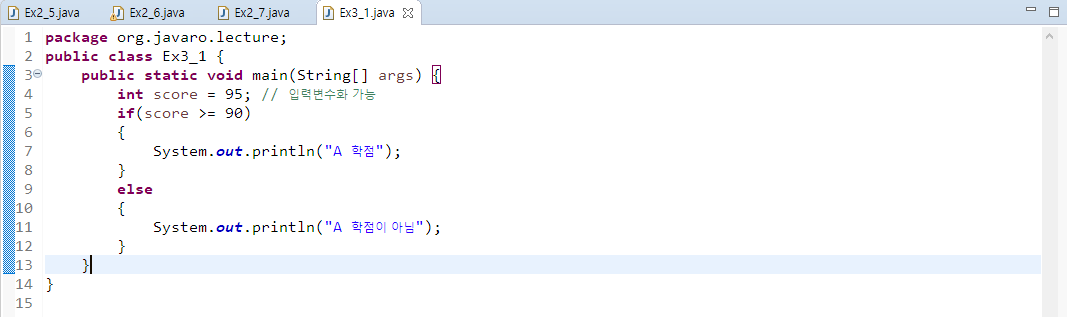 Ex2_5.java Ex2_6.java Ex2_7.java Ex3_1.java
1 package org.javaro.lecture;
2 public class Ex3_1 {
3 public static void main(String[] args) {
4 int score = 95; // 입력변수화 가능
5 if(score >= 90)
6 {
7 System.out.println("A 학점");
8 }
9 else
10 {
11 System.out.println("A 학점이 아님");
12 }
13 }
14 }
15